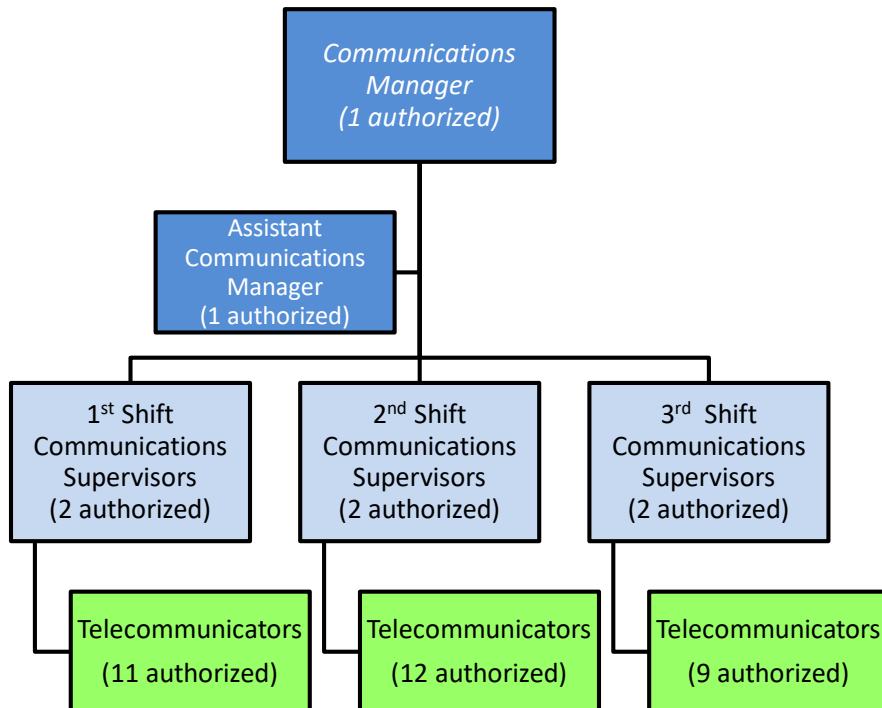 Communications
Manager
(1 authorized)
Assistant
Communications
Manager
(1 authorized)
1st Shift
Communications
Supervisors
(2 authorized)
2nd Shift
Communications
Supervisors
(2 authorized)
3rd Shift
Communications
Supervisors
(2 authorized)
Telecommunicators
(11 authorized)
Telecommunicators
(12 authorized)
Telecommunicators
(9 authorized)